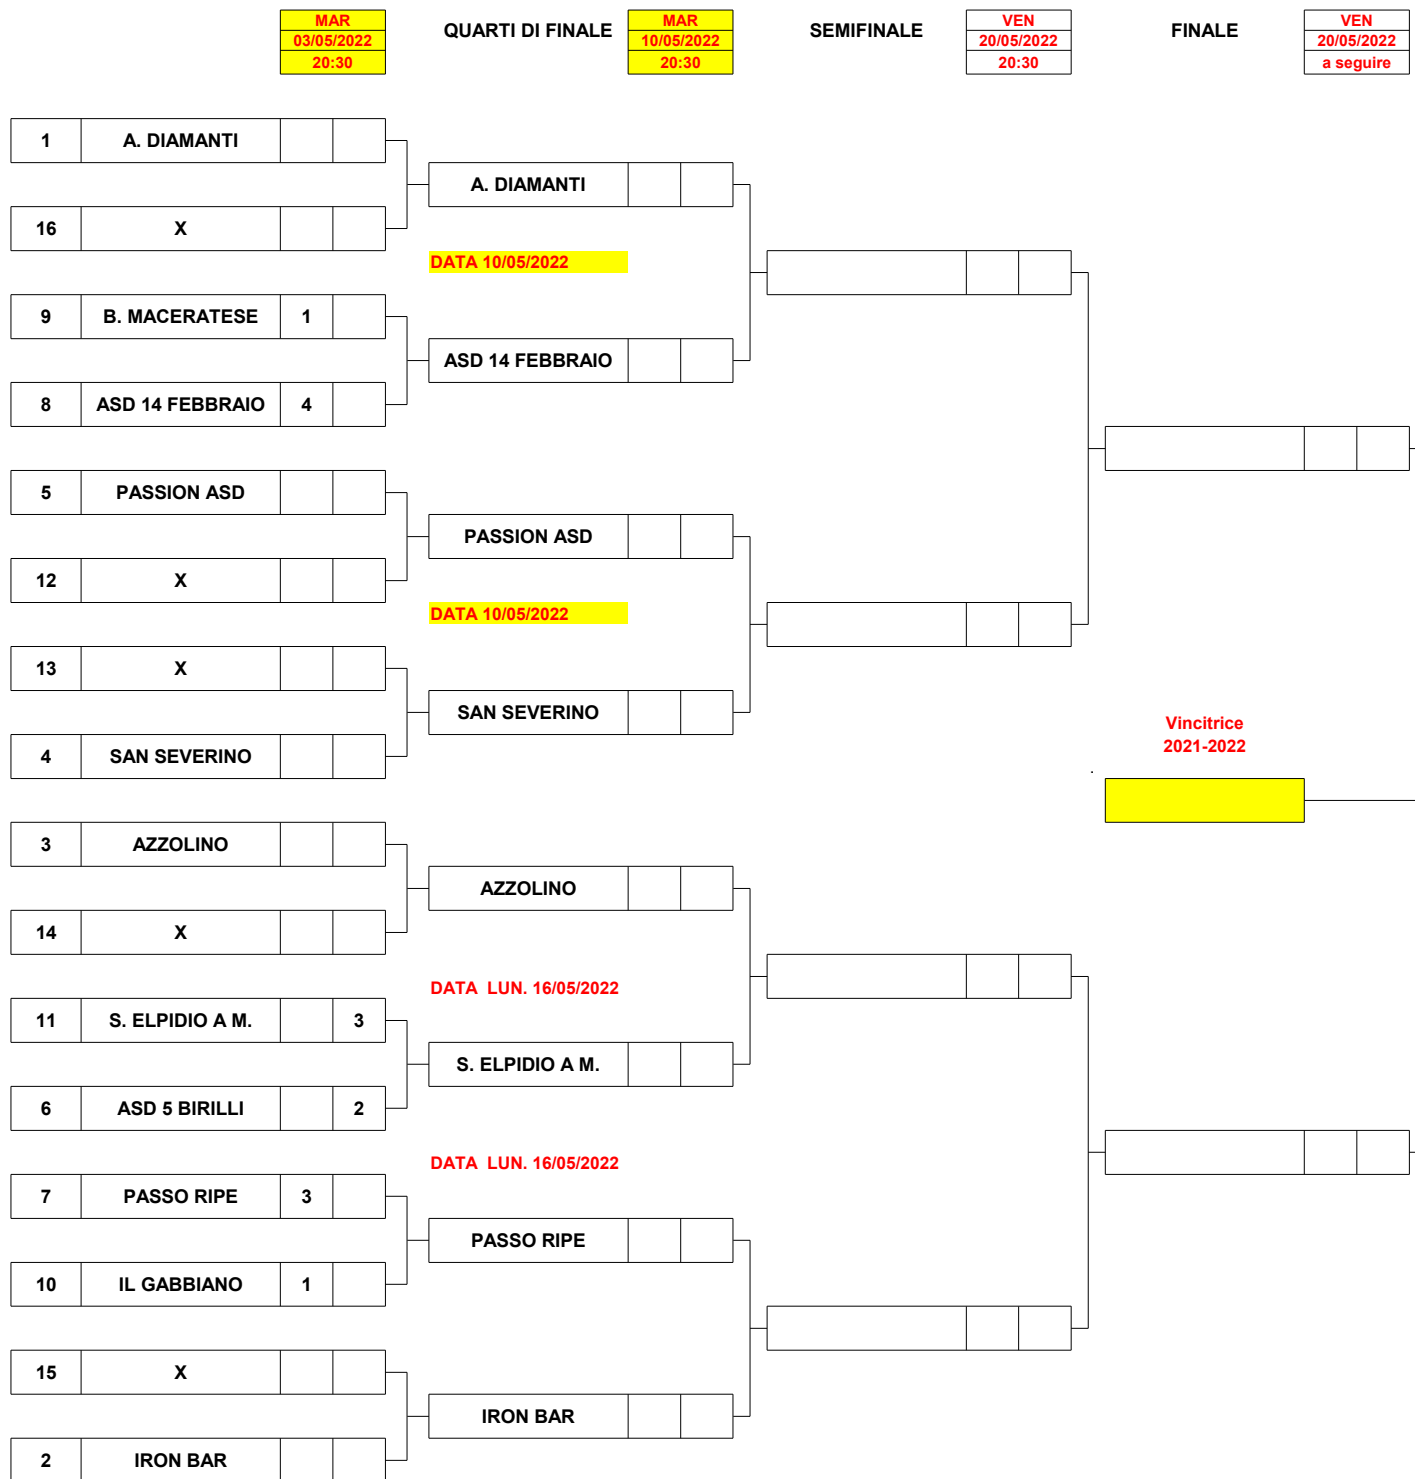 MAR
03/05/2022
20:30
QUARTI DI FINALE
MAR
10/05/2022
20:30
SEMIFINALE
VEN
20/05/2022
20:30
FINALE
VEN
20/05/2022
a seguire
1 A. DIAMANTI
A. DIAMANTI
16 X
DATA 10/05/2022
9 B. MACERATESE 1
ASD 14 FEBBRAIO
8 ASD 14 FEBBRAIO 4
5 PASSION ASD
PASSION ASD
12 X
DATA 10/05/2022
13 X
SAN SEVERINO
4 SAN SEVERINO
Vincitrice
2021-2022
.
3 AZZOLINO
AZZOLINO
14 X
DATA LUN. 16/05/2022
11 S. ELPIDIO A M. 3
S. ELPIDIO A M.
6 ASD 5 BIRILLI 2
DATA LUN. 16/05/2022
7 PASSO RIPE 3
PASSO RIPE
10 IL GABBIANO 1
15 X
IRON BAR
2 IRON BAR